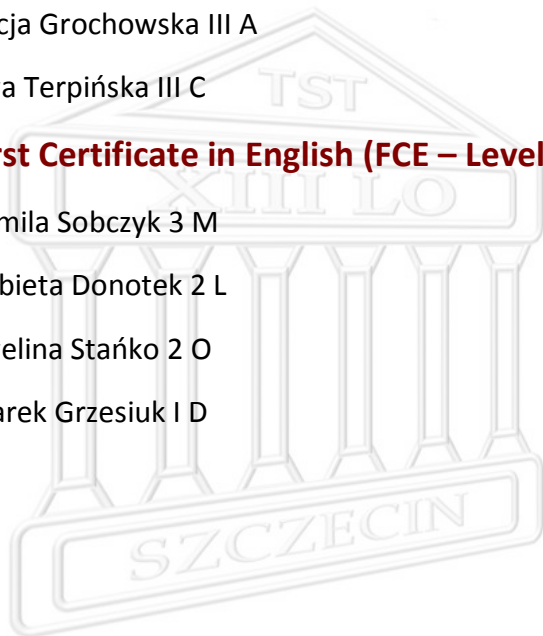 cja Grochowska III A
a Terpińska III C
rst Certificate in English (FCE – Level
mila Sobczyk 3 M
bieta Donotek 2 L
elina Stańko 2 O
arek Grzesiuk I D
TST
XIII LO
SZCZECIN